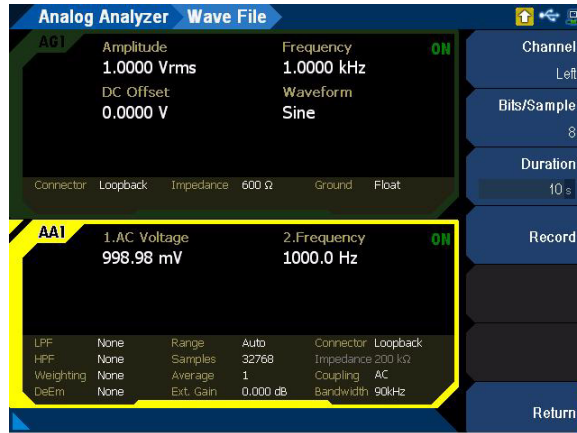 Analog Analyzer Wave File
AG1
ON
Amplitude Frequency
1.0000 Vrms 1.0000 kHz
DC Offset Waveform
0.0000 V Sine
Connector Loopback Impedance 600 Ω Ground Float
AA1
ON
1.AC Voltage 2.Frequency
998.98 mV 1000.0 Hz
LPF None Range Auto Connector Loopback
HPF None Samples 32768 Impedance 200 kΩ
Weighting None Average 1 Coupling AC
DeEm None Ext. Gain 0.000 dB Bandwidth 90kHz
Channel
Left
Bits/Sample
8
Duration
10 s
Record
Return